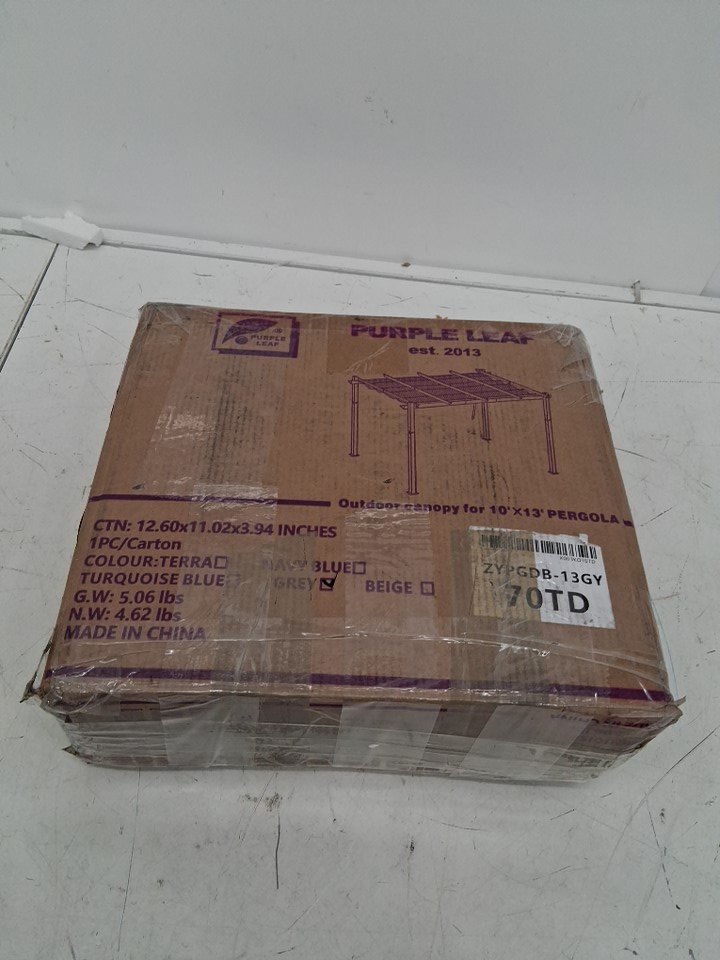 PURPLE
LEAF
®
PURPLE LEAF
est. 2013
Outdoor canopy for 10'X13' PERGOLA
CTN: 12.60x11.02x3.94 INCHES
1PC/Carton
COLOUR:TERRA☐ NAVY BLUE☐
TURQUOISE BLUE☐ GREY☑ BEIGE☐
G.W: 5.06 lbs
N.W: 4.62 lbs
MADE IN CHINA
ZYPGDB-13GY
70TD